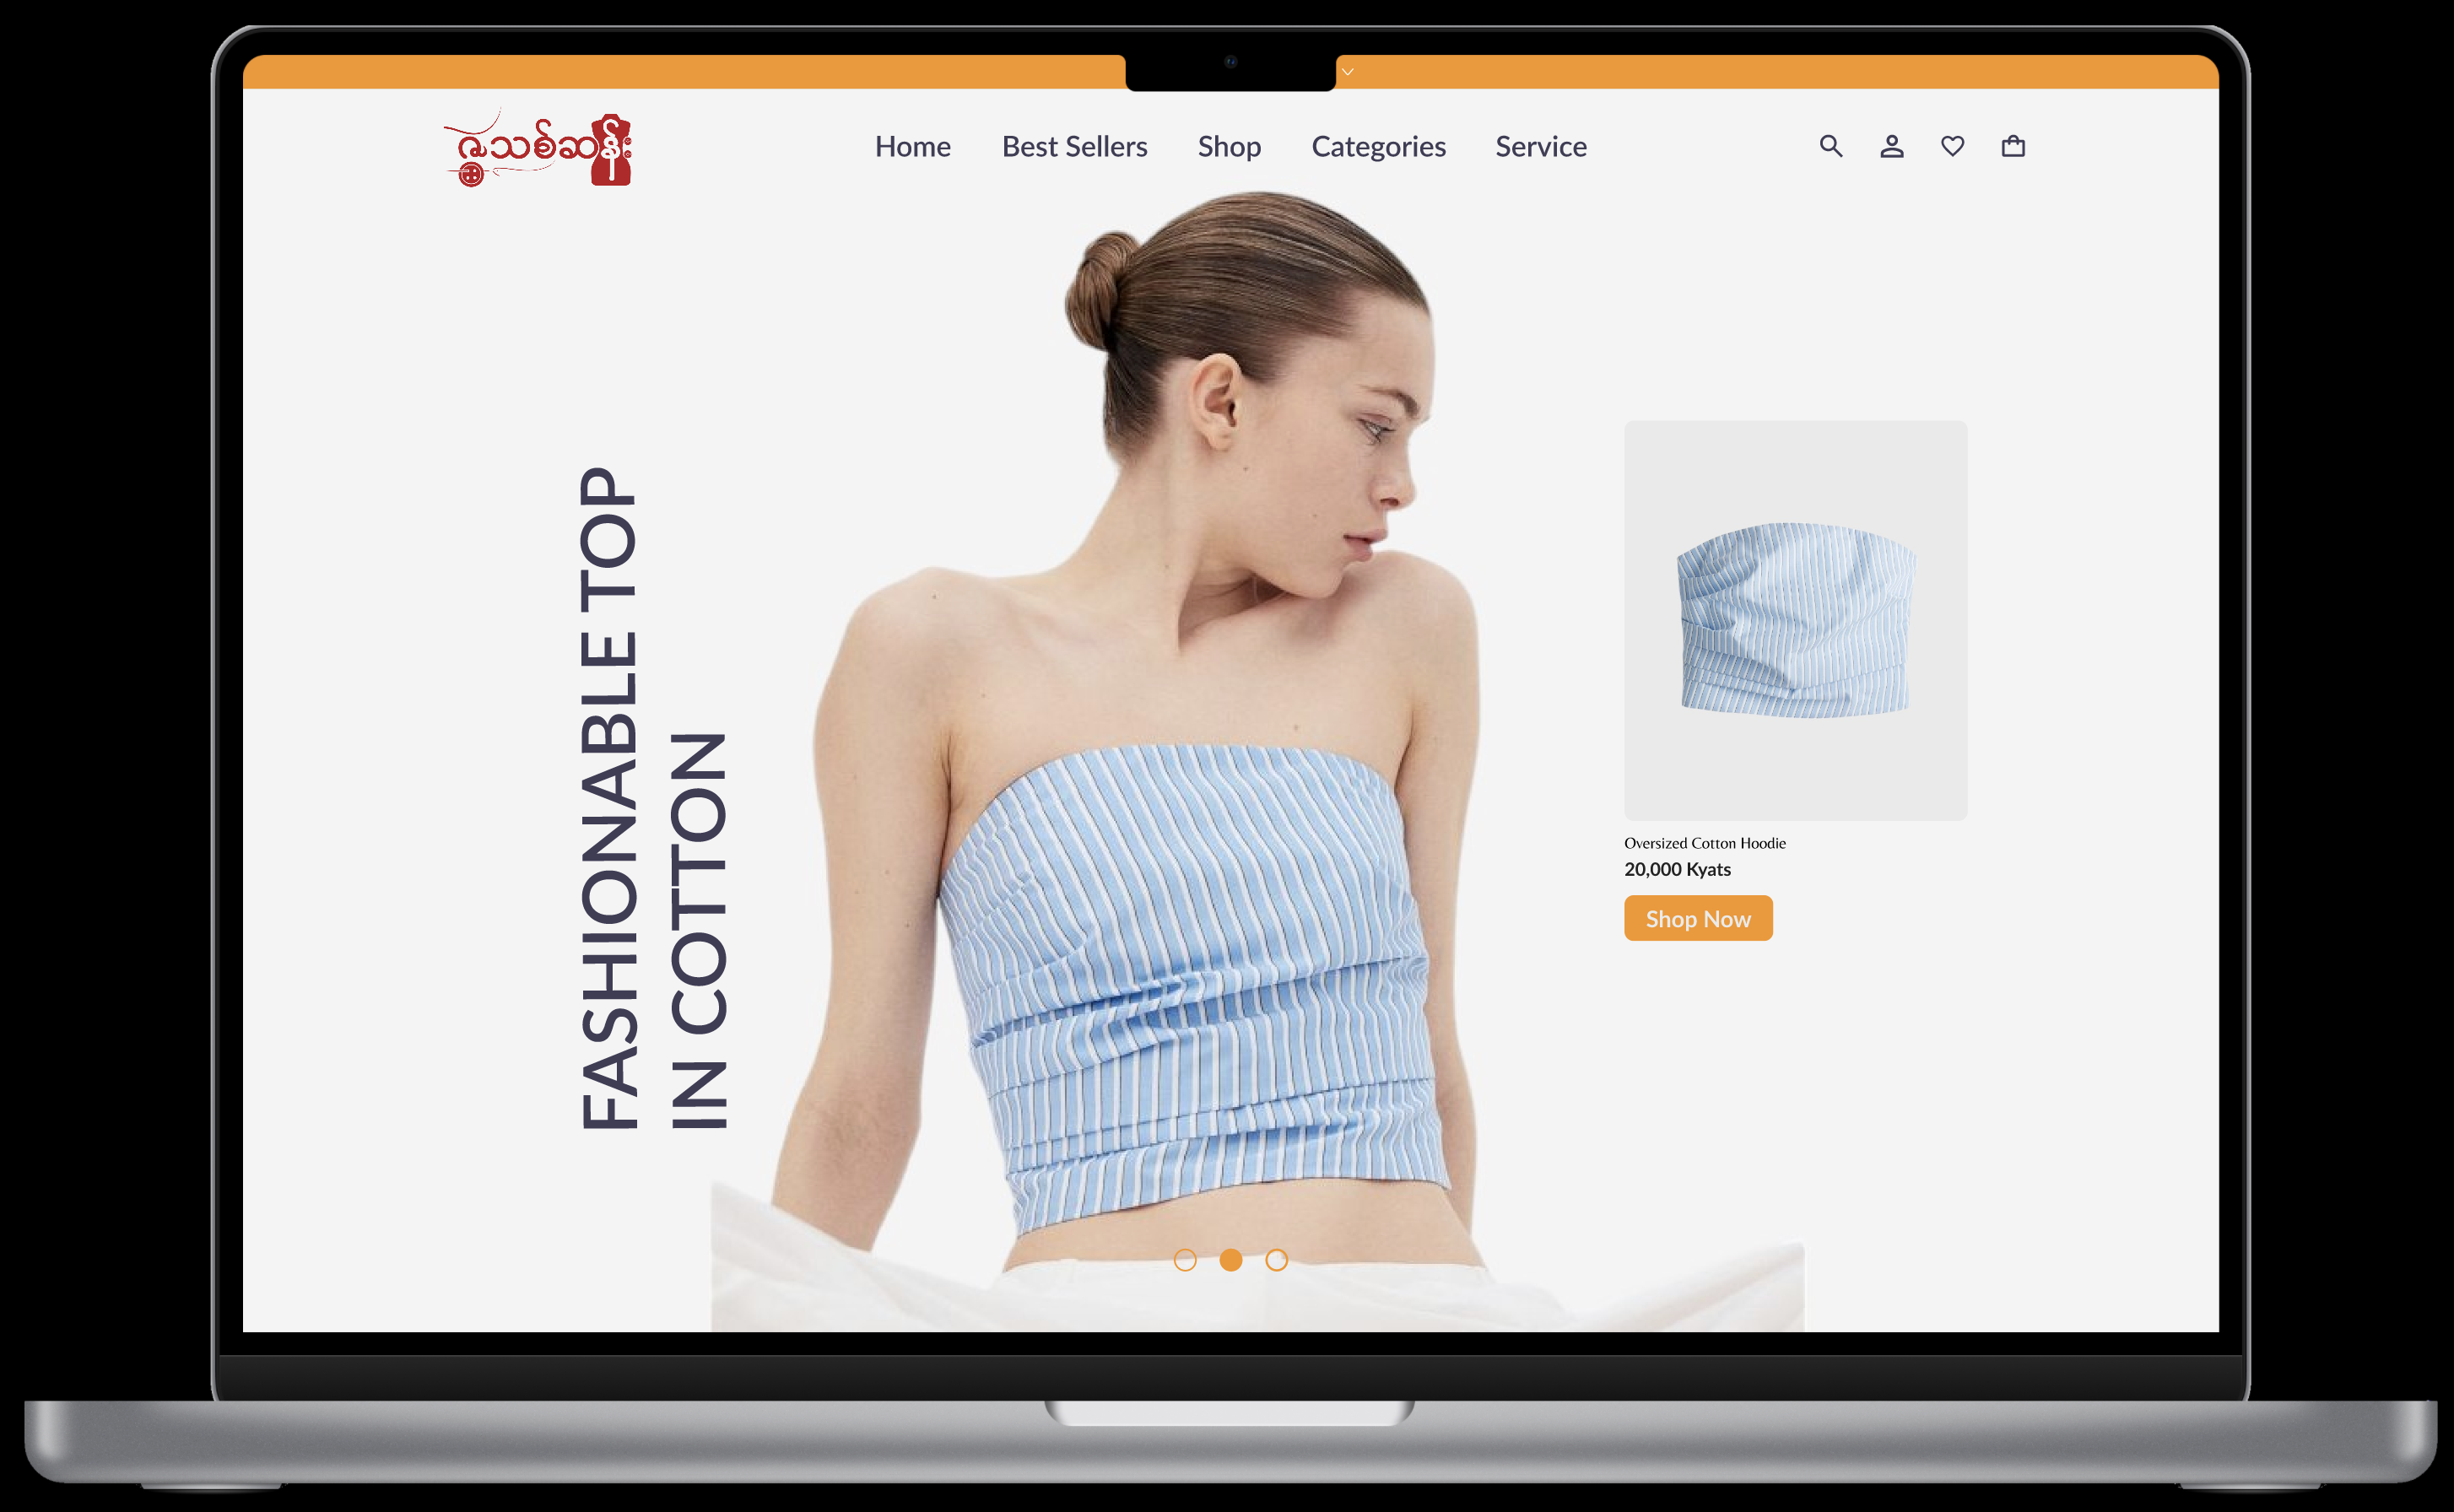 ဇွဲသစ်ဆန်း
Home
Best Sellers
Shop
Categories
Service
FASHIONABLE TOP
IN COTTON
Oversized Cotton Hoodie
20,000 Kyats
Shop Now